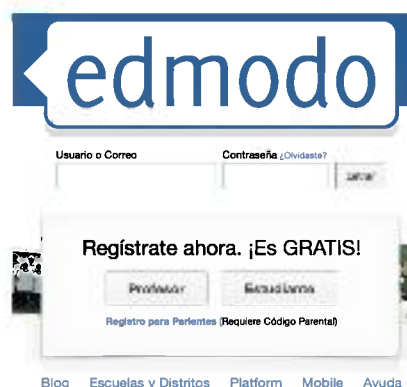 edmodo
Usuario o Correo Contraseña ¿Olvidaste?
Entrar
Regístrate ahora. ¡Es GRATIS!
Profesor Estudiante
Registro para Parientes (Requiere Código Parental)
Blog Escuelas y Distritos Platform Mobile Ayuda